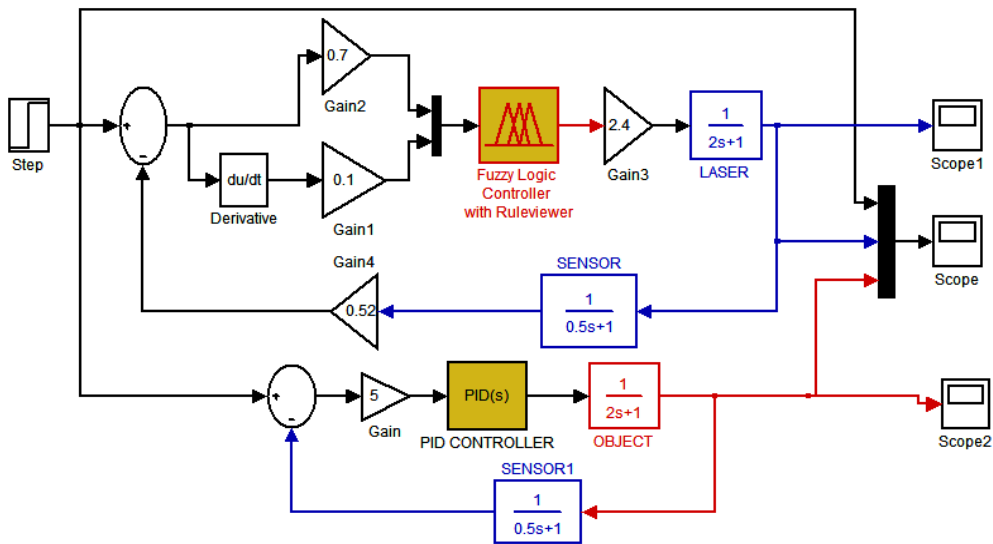 0.7
Gain2
Step
+
-
du/dt
Derivative
0.1
Gain1
Fuzzy Logic
Controller
with Ruleviewer
2.4
Gain3
1
2s+1
LASER
Scope1
Scope
Gain4
0.52
SENSOR
1
0.5s+1
+
-
5
Gain
PID(s)
PID CONTROLLER
1
2s+1
OBJECT
Scope2
SENSOR1
1
0.5s+1